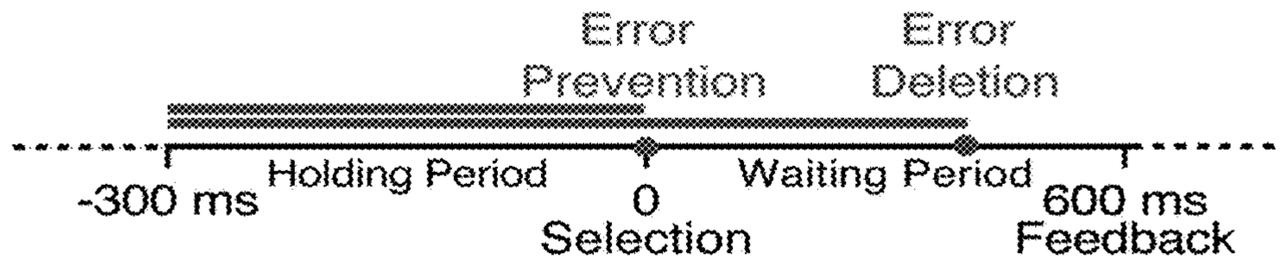 Error Error
Prevention Deletion
Holding Period Waiting Period
-300 ms 0 600 ms
Selection Feedback